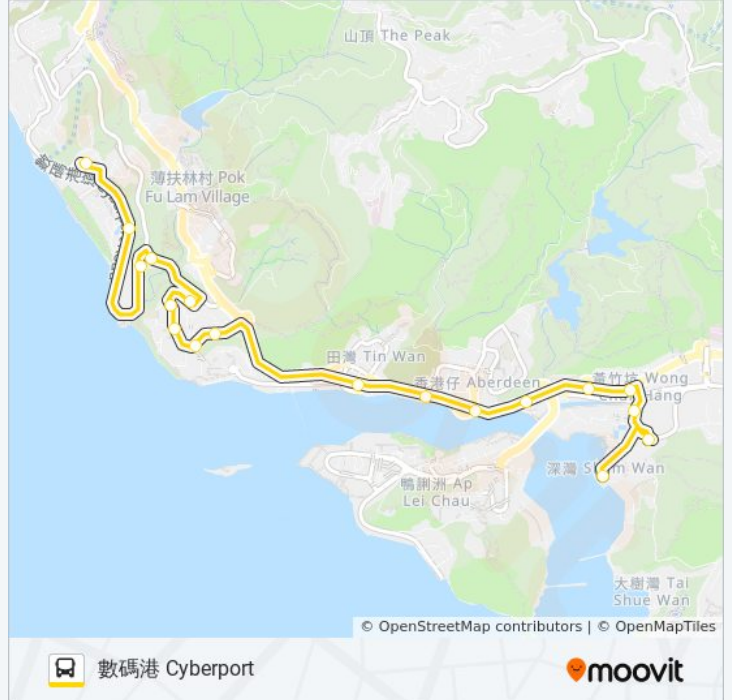 山頂 The Peak
薄扶林村 Pok
Fu Lam Village
田灣 Tin Wan
香港仔 Aberdeen
黃竹坑 Wong
Chuk Hang
深灣 Sham Wan
鴨脷洲 Ap
Lei Chau
大樹灣 Tai
Shue Wan
© OpenStreetMap contributors | © OpenMapTiles
數碼港 Cyberport
moovit